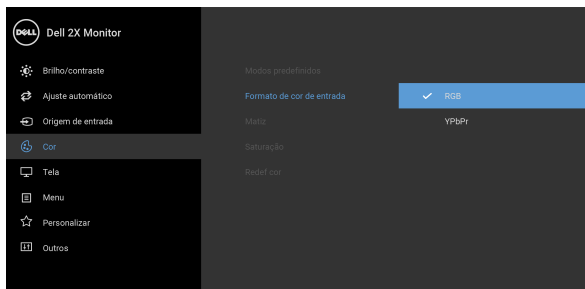 DELL Dell 2X Monitor
Brilho/contraste
Ajuste automático
Origem de entrada
Cor
Tela
Menu
Personalizar
Outros
Modos predefinidos
Formato de cor de entrada
Matiz
Saturação
Redef cor
RGB
YPbPr